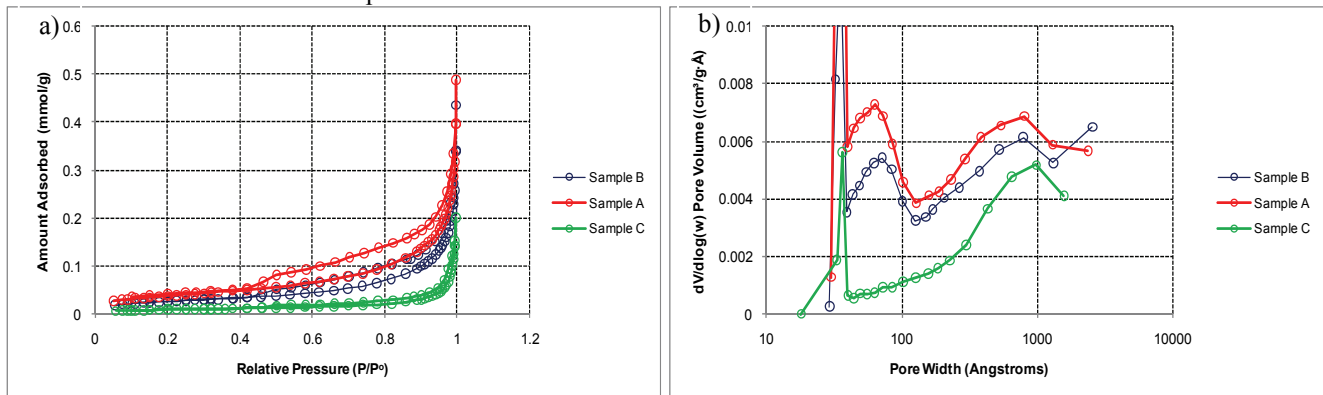 a)
0.6
0.5
0.4
0.3
0.2
0.1
0
0 0.2 0.4 0.6 0.8 1 1.2
Amount Adsorbed (mmol/g)
Relative Pressure (P/Pº)
Sample B
Sample A
Sample C
b)
0.01
0.008
0.006
0.004
0.002
0
10 100 1000 10000
dV/dlog(w) Pore Volume ((cm³/g·Å)
Pore Width (Angstroms)
Sample B
Sample A
Sample C